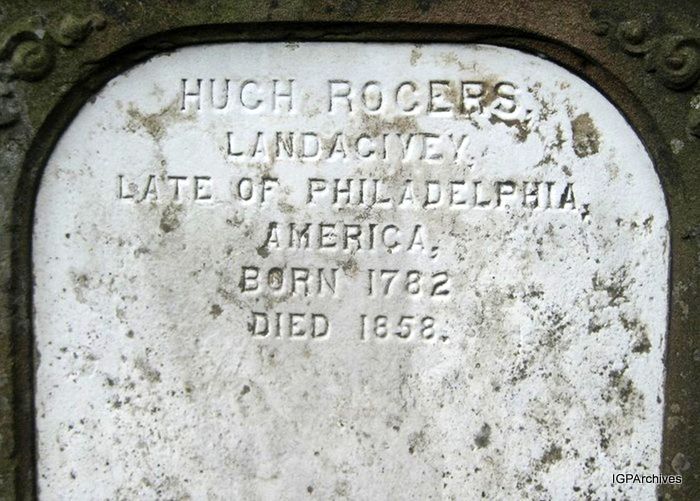 HUGH ROGERS,
LANDAGIVEY,
LATE OF PHILADELPHIA,
AMERICA,
BORN 1782
DIED 1858.
IGPArchives